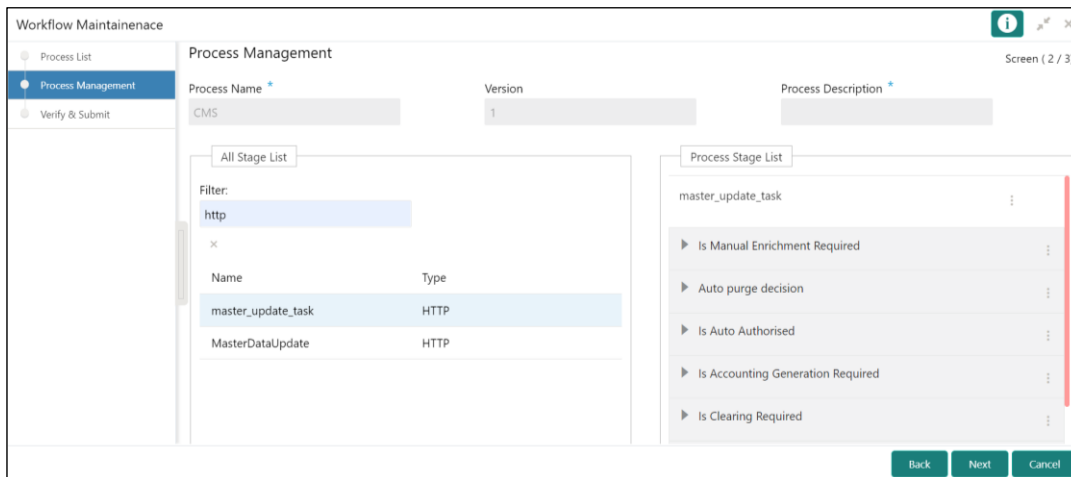 Workflow Maintainenace
Process List
Process Management
Verify & Submit
Process Management
Screen ( 2 / 3)
Process Name *
Version
Process Description *
CMS
1
All Stage List
Filter:
http
Name
Type
master_update_task
HTTP
MasterDataUpdate
HTTP
Process Stage List
master_update_task
Is Manual Enrichment Required
Auto purge decision
Is Auto Authorised
Is Accounting Generation Required
Is Clearing Required
Back
Next
Cancel